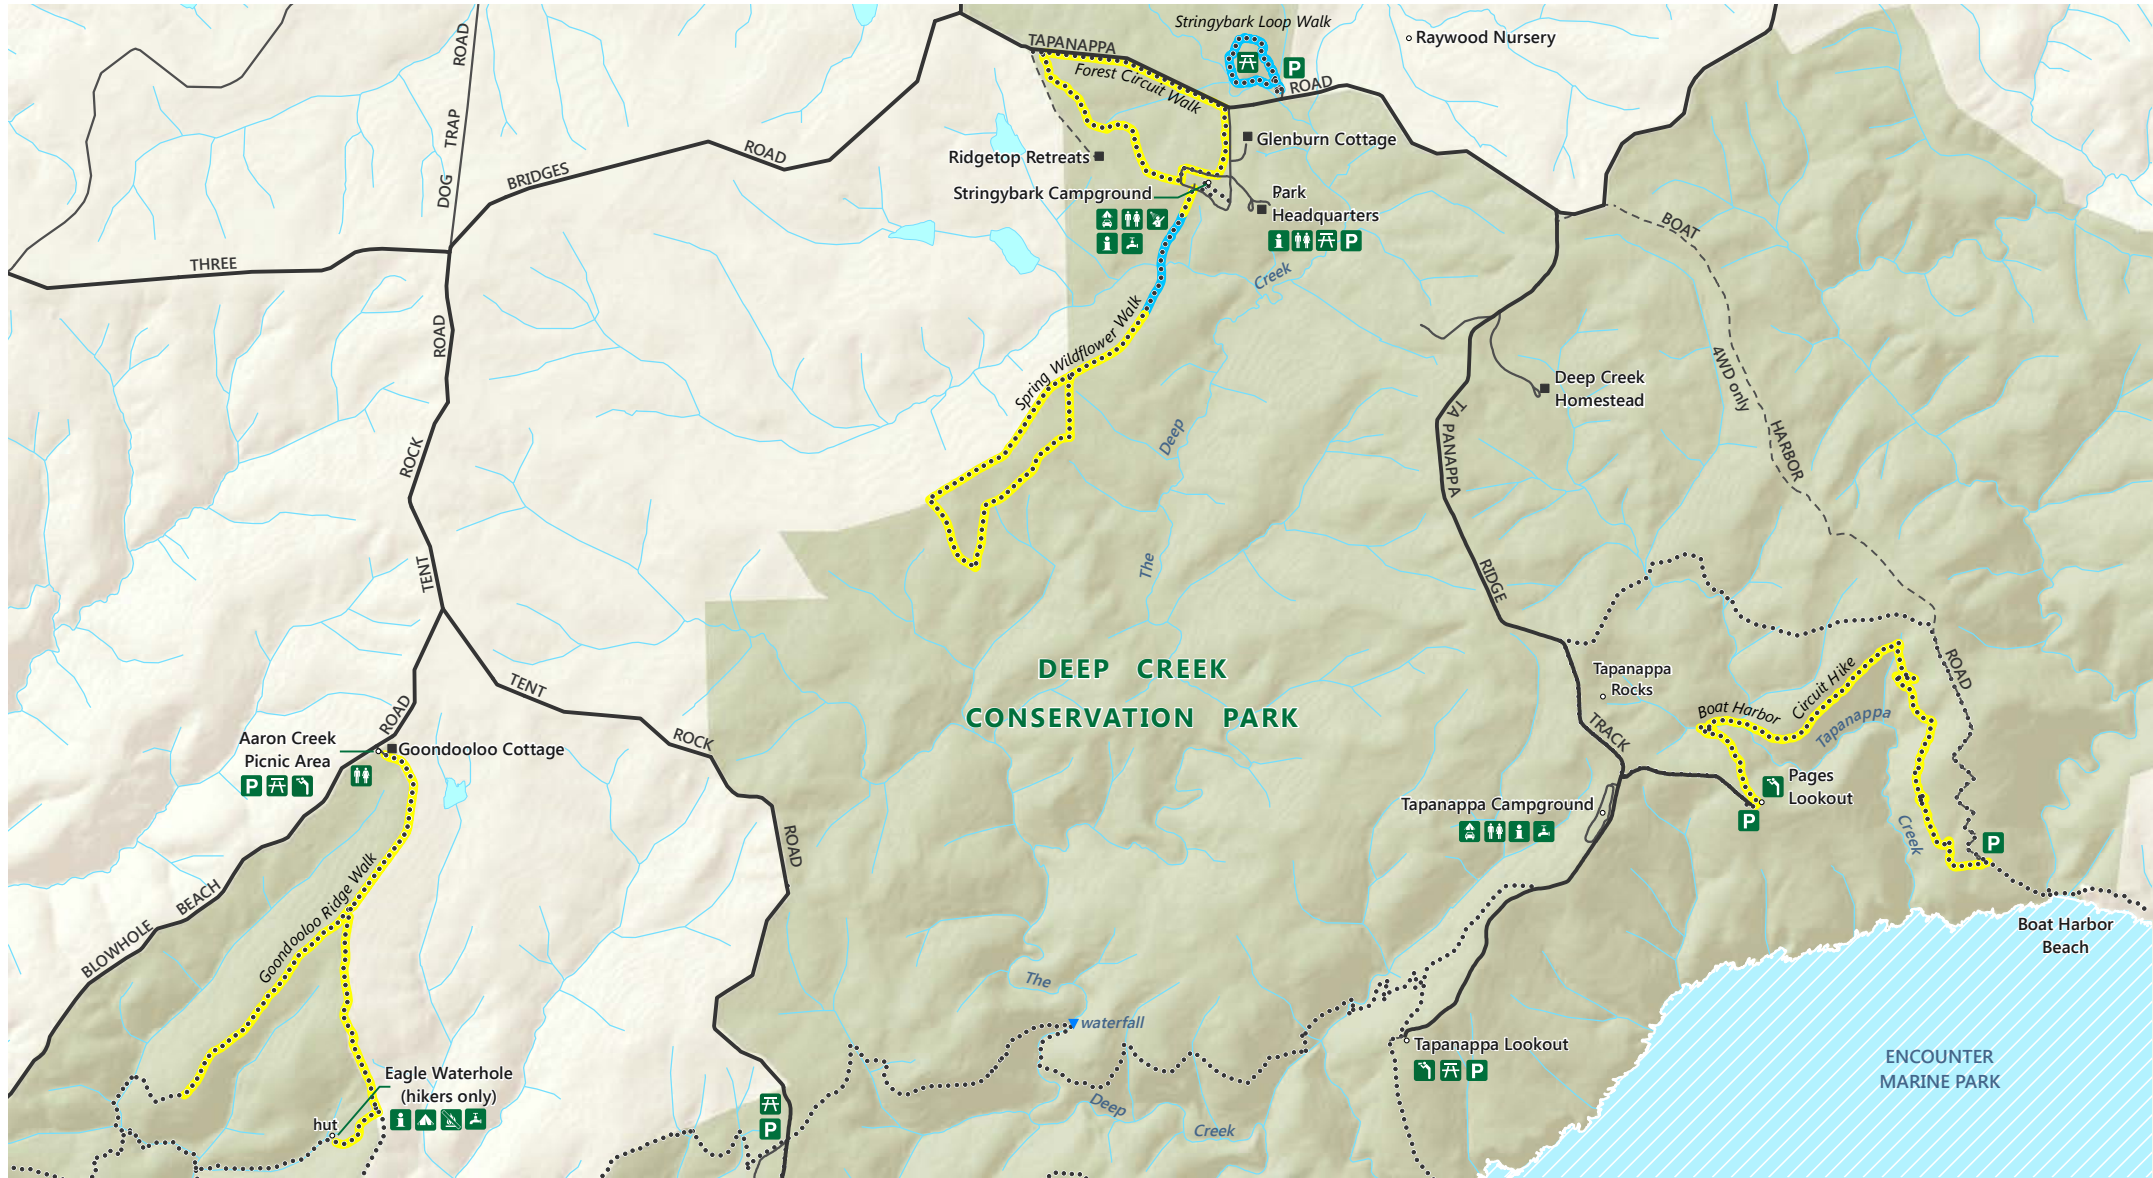 Stringybark Loop Walk
ROAD
TAPANAPPA
Raywood Nursery
P
Forest Circuit Walk
ROAD
TRAP
DOG
ROAD
BRIDGES
Glenburn Cottage
Ridgetop Retreats
Stringybark Campground
Park
Headquarters
P
BOAT
THREE
Creek
ROAD
Spring Wildflower Walk
4WD only
Deep Creek
Homestead
TAPANAPPA
HARBOR
Deep
ROCK
The
TENT
RIDGE
DEEP CREEK
CONSERVATION PARK
Tapanappa
Rocks
ROAD
TENT
ROAD
Boat Harbor
Circuit Hike
Tapanappa
TRACK
ROCK
Aaron Creek
Picnic Area
P
Goondooloo Cottage
Pages
Lookout
P
Tapanappa Campground
Creek
P
ROAD
Goondooloo Ridge Walk
BEACH
BLOWHOLE
Boat Harbor
Beach
The
waterfall
Tapanappa Lookout
P
ENCOUNTER
MARINE PARK
Eagle Waterhole
(hikers only)
hut
Deep
Creek
P